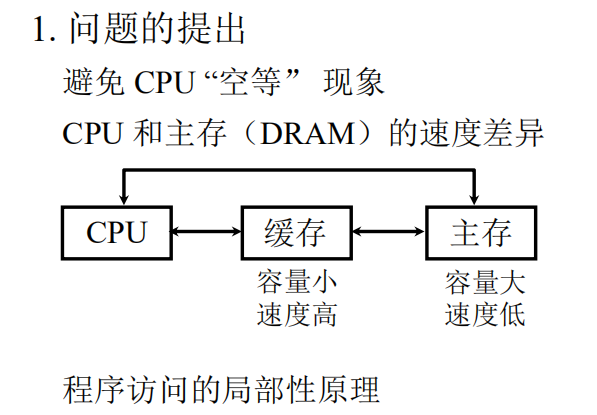 1. 问题的提出
避免 CPU “空等” 现象
CPU 和主存（DRAM）的速度差异
CPU
缓存
主存
容量小
速度高
容量大
速度低
程序访问的局部性原理